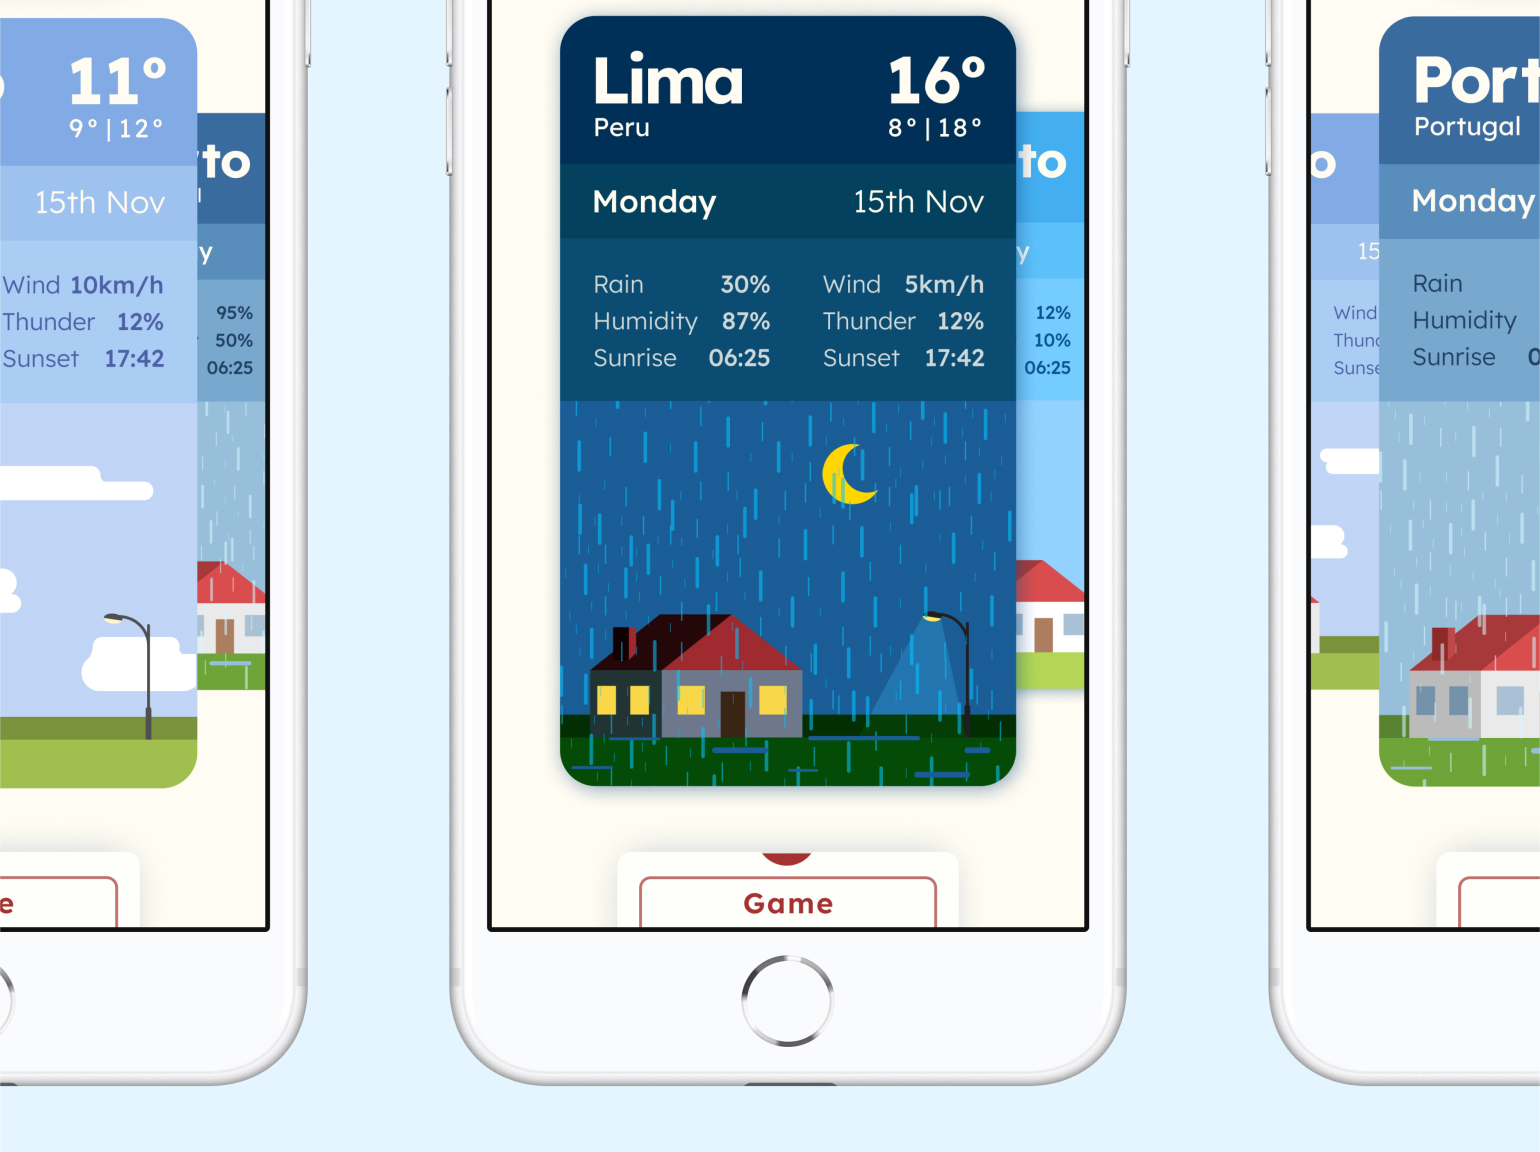 11°
9° | 12°
15th Nov
Wind 10km/h
Thunder 12%
Sunset 17:42
to
y
95%
50%
06:25
e
Lima 16°
Peru 8° | 18°
Monday 15th Nov
Rain 30% Wind 5km/h
Humidity 87% Thunder 12%
Sunrise 06:25 Sunset 17:42
to
y
12%
10%
06:25
Game
o
15
Wind
Thun
Sunse
Port
Portugal
Monday
Rain
Humidity
Sunrise 0